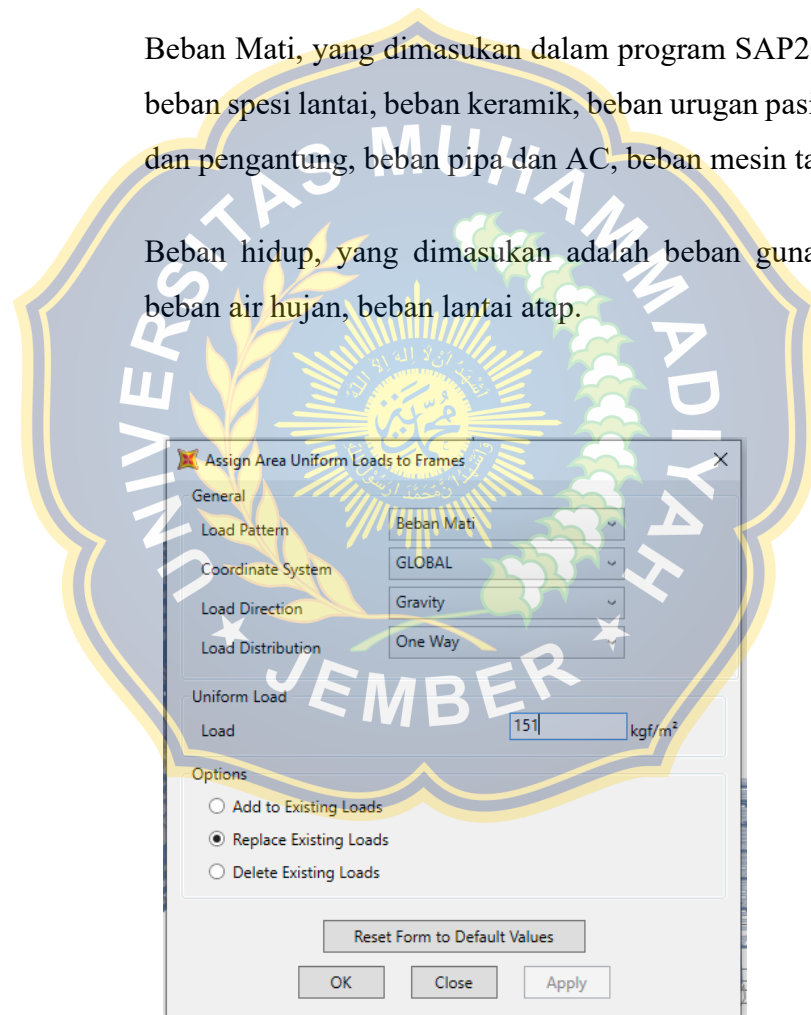 Beban Mati, yang dimasukan dalam program SAP2
beban spesi lantai, beban keramik, beban urugan pasi
dan pengantung, beban pipa dan AC, beban mesin ta
Beban hidup, yang dimasukan adalah beban guna
beban air hujan, beban lantai atap.
UNIVERSITAS MUHAMMADIYAH
JEMBER
Assign Area Uniform Loads to Frames
General
Load Pattern Beban Mati
Coordinate System GLOBAL
Load Direction Gravity
Load Distribution One Way
Uniform Load
Load 151 kgf/m²
Options
Add to Existing Loads
Replace Existing Loads
Delete Existing Loads
Reset Form to Default Values
OK Close Apply